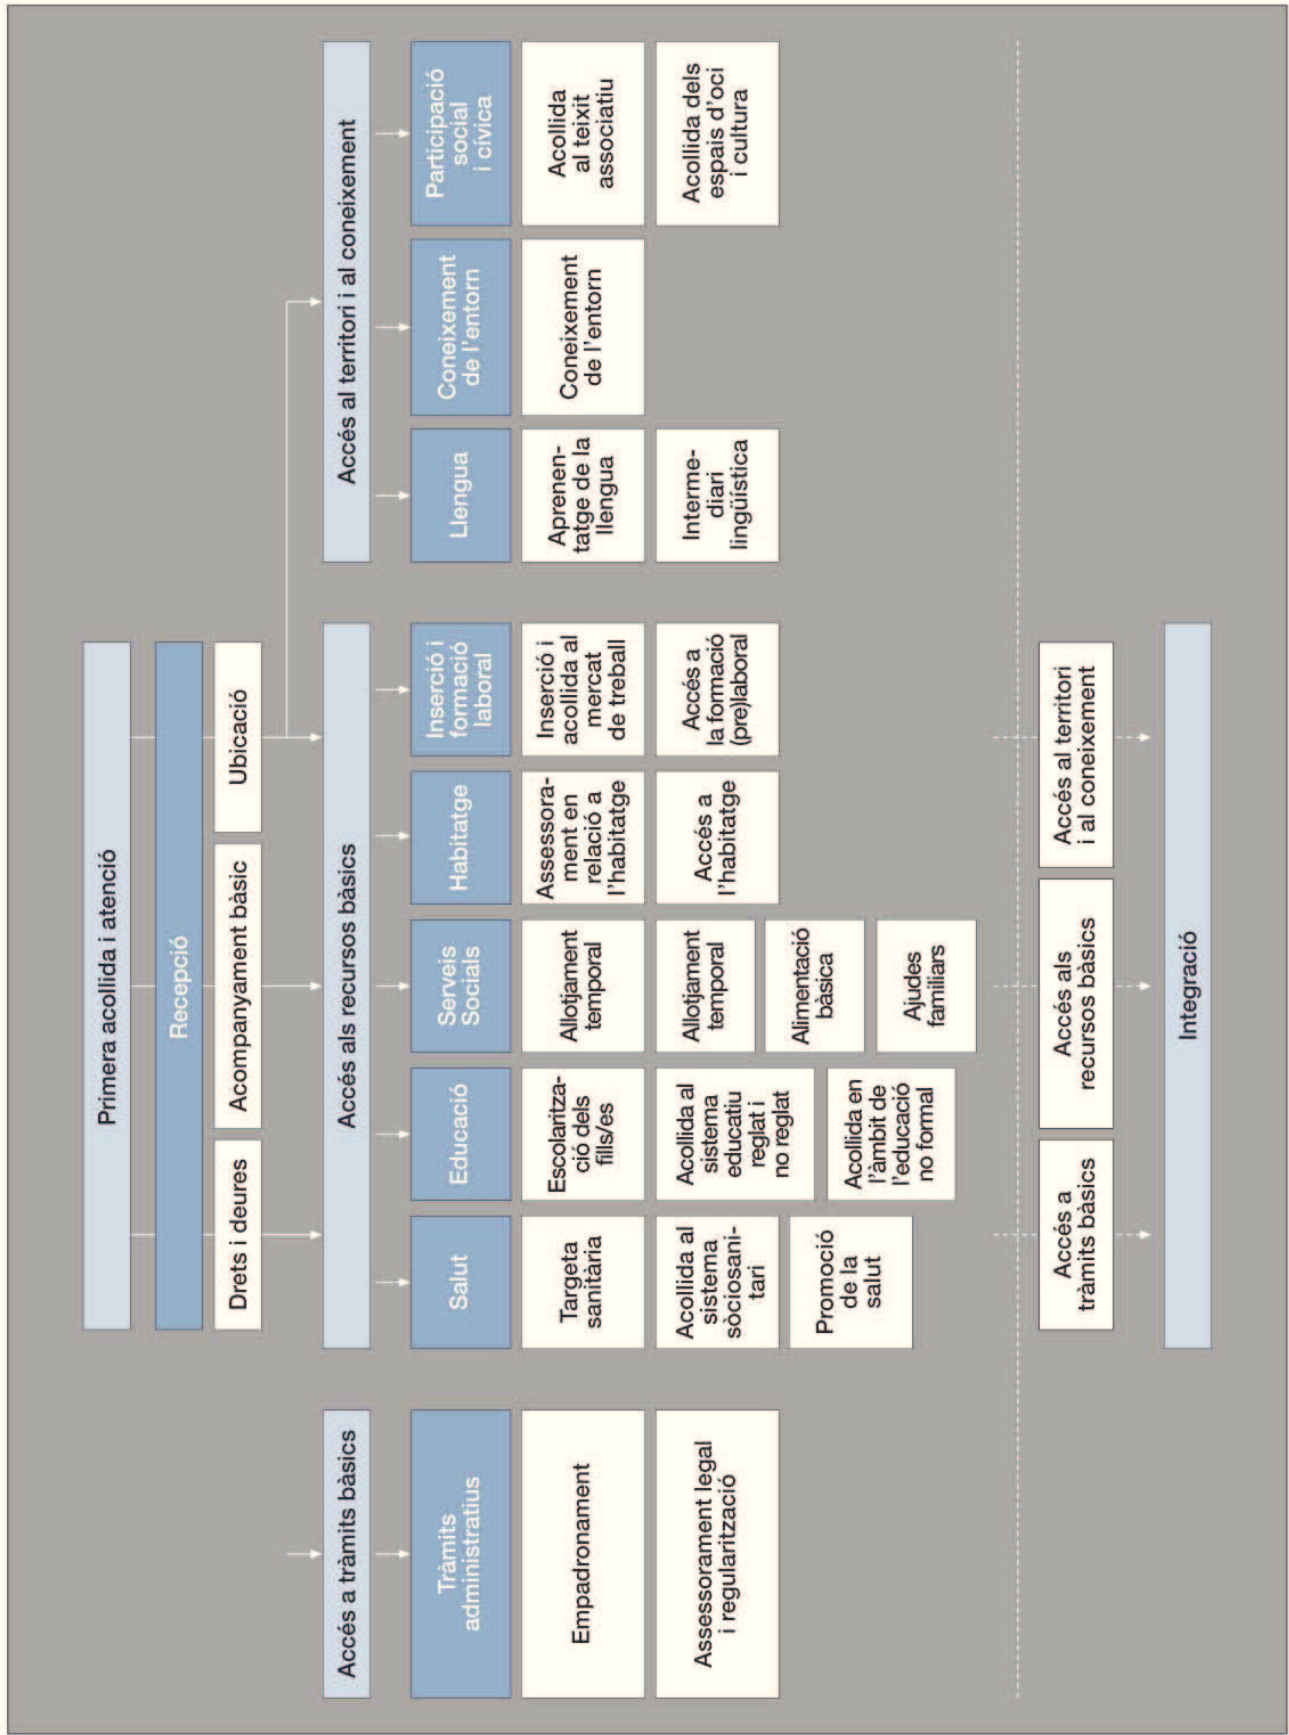 Primera acollida i atenció
Recepció
Drets i deures
Acompanyament bàsic
Ubicació
Accés a tràmits bàsics
Accés als recursos bàsics
Accés al territori i al coneixement
Tràmits
administratius
Salut
Educació
Serveis
Socials
Habitatge
Inserció i
formació
laboral
Llengua
Coneixement
de l'entorn
Participació
social
i cívica
Empadronament
Targeta
sanitària
Escolaritza-
ció dels
fills/es
Allotjament
temporal
Assessora-
ment en
relació a
l'habitatge
Inserció i
acollida al
mercat
de treball
Aprenen-
tatge de la
llengua
Coneixement
de l'entorn
Acollida
al teixit
associatiu
Assessorament legal
i regularització
Acollida al
sistema
sòciosani-
tari
Acollida al
sistema
educatiu
reglat i
no reglat
Allotjament
temporal
Accés a
l'habitatge
Accés a
la formació
(pre)laboral
Interme-
diari
lingüística
Acollida dels
espais d'oci
i cultura
Promoció
de la
salut
Acollida en
l'àmbit de
l'educació
no formal
Alimentació
bàsica
Ajudes
familiars
Accés a
tràmits bàsics
Accés als
recursos bàsics
Accés al territori
i al coneixement
Integració